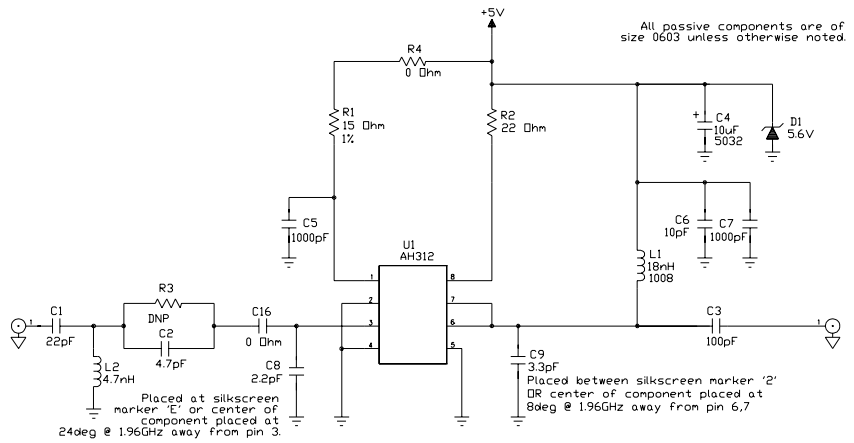 +5V
All passive components are of
size 0603 unless otherwise noted.
R4
0 Ohm
R1
15 Ohm
1%
R2
22 Ohm
+
C4
10uF
5032
D1
5.6V
C5
1000pF
C6
10pF
C7
1000pF
U1
AH312
L1
18nH
1008
1
2
3
4
8
7
6
5
1
C1
22pF
R3
DNP
C2
4.7pF
C16
0 Ohm
C3
100pF
1
L2
4.7nH
C8
2.2pF
C9
3.3pF
Placed at silkscreen
marker 'E' or center of
component placed at
24deg @ 1.96GHz away from pin 3.
Placed between silkscreen marker '2'
OR center of component placed at
8deg @ 1.96GHz away from pin 6,7